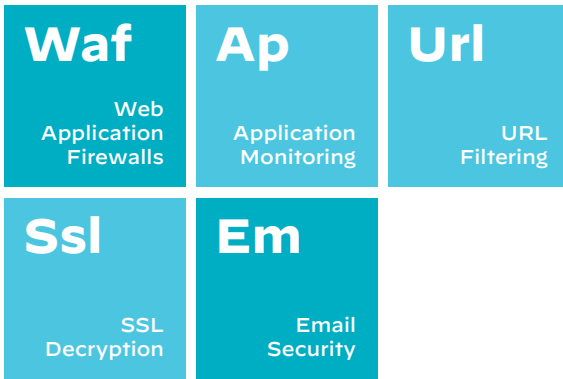 Waf
Web
Application
Firewalls
Ap
Application
Monitoring
Url
URL
Filtering
Ssl
SSL
Decryption
Em
Email
Security